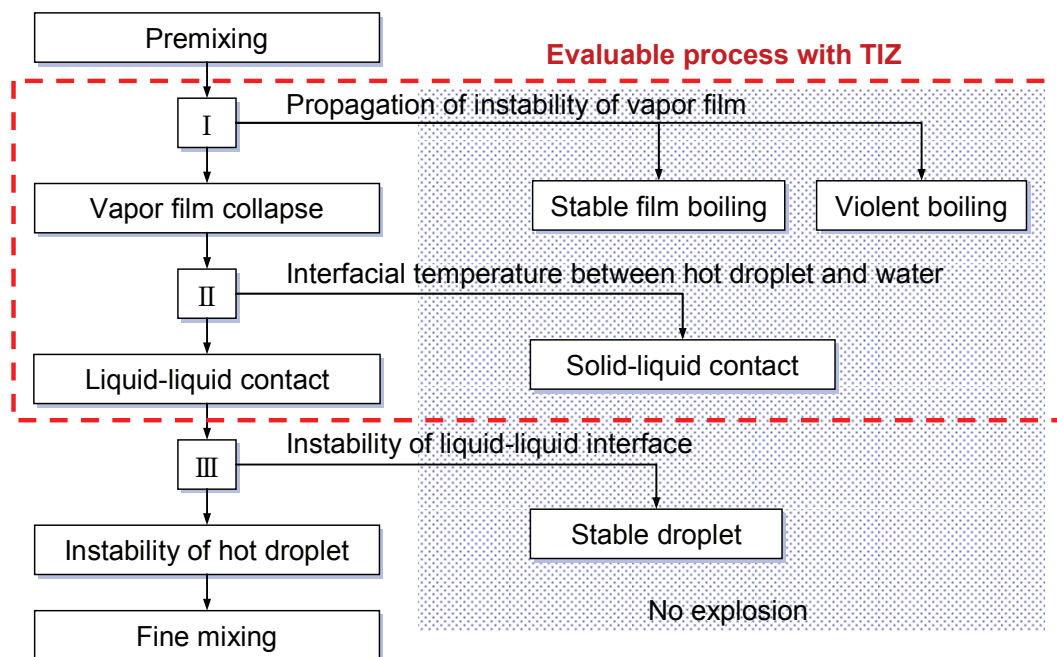 Premixing
Evaluable process with TIZ
Propagation of instability of vapor film
Ⅰ
Vapor film collapse
Stable film boiling
Violent boiling
Interfacial temperature between hot droplet and water
Ⅱ
Liquid-liquid contact
Solid-liquid contact
Instability of liquid-liquid interface
Ⅲ
Instability of hot droplet
Stable droplet
No explosion
Fine mixing